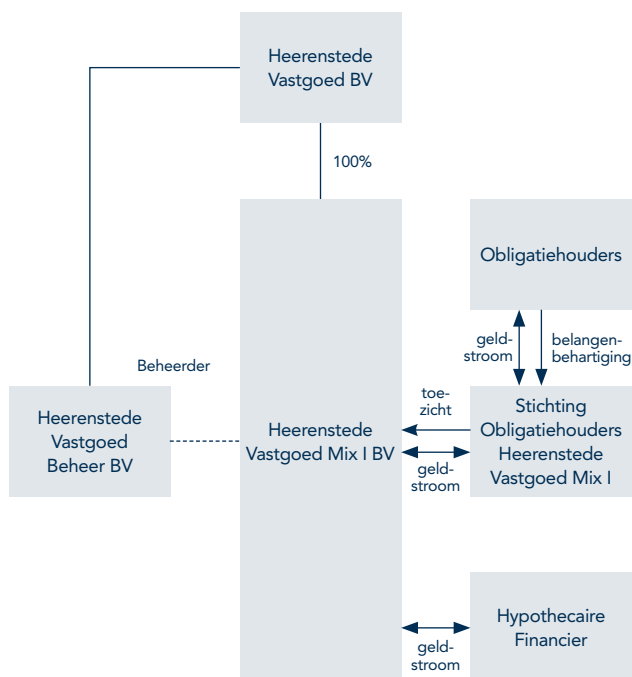 Heerenstede
Vastgoed BV
100%
Obligatiehouders
geld-
stroom
belangen-
behartiging
Beheerder
Heerenstede
Vastgoed
Beheer BV
Heerenstede
Vastgoed Mix I BV
toe-
zicht
geld-
stroom
Stichting
Obligatiehouders
Heerenstede
Vastgoed Mix I
geld-
stroom
Hypothecaire
Financier